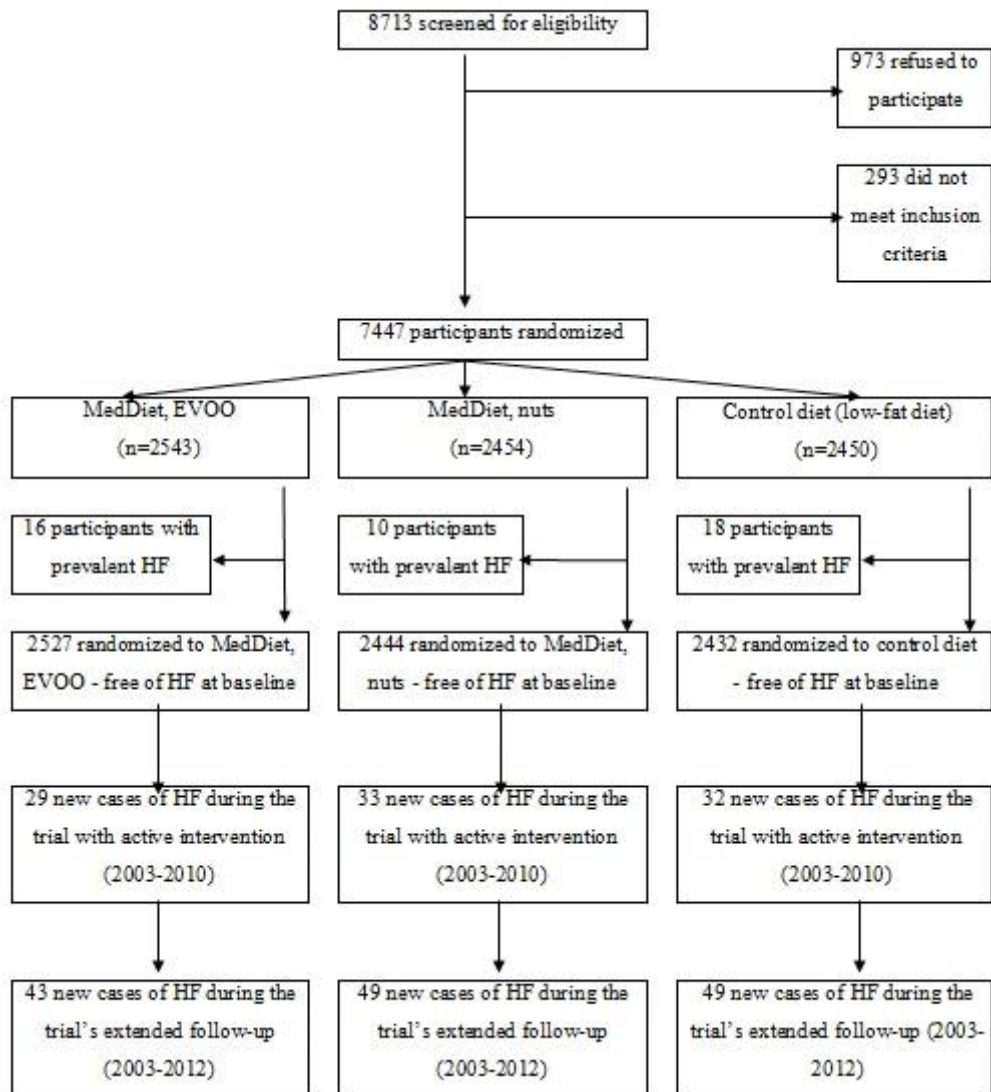 8713 screened for eligibility
973 refused to
participate
293 did not
meet inclusion
criteria
7447 participants randomized
MedDiet, EVOO
(n=2543)
MedDiet, nuts
(n=2454)
Control diet (low-fat diet)
(n=2450)
16 participants with
prevalent HF
10 participants
with prevalent HF
18 participants
with prevalent HF
2527 randomized to MedDiet,
EVOO - free of HF at baseline
2444 randomized to MedDiet,
nuts - free of HF at baseline
2432 randomized to control diet
- free of HF at baseline
29 new cases of HF during the
trial with active intervention
(2003-2010)
33 new cases of HF during the
trial with active intervention
(2003-2010)
32 new cases of HF during the
trial with active intervention
(2003-2010)
43 new cases of HF during the
trial's extended follow-up
(2003-2012)
49 new cases of HF during the
trial's extended follow-up
(2003-2012)
49 new cases of HF during the
trial's extended follow-up (2003-
2012)